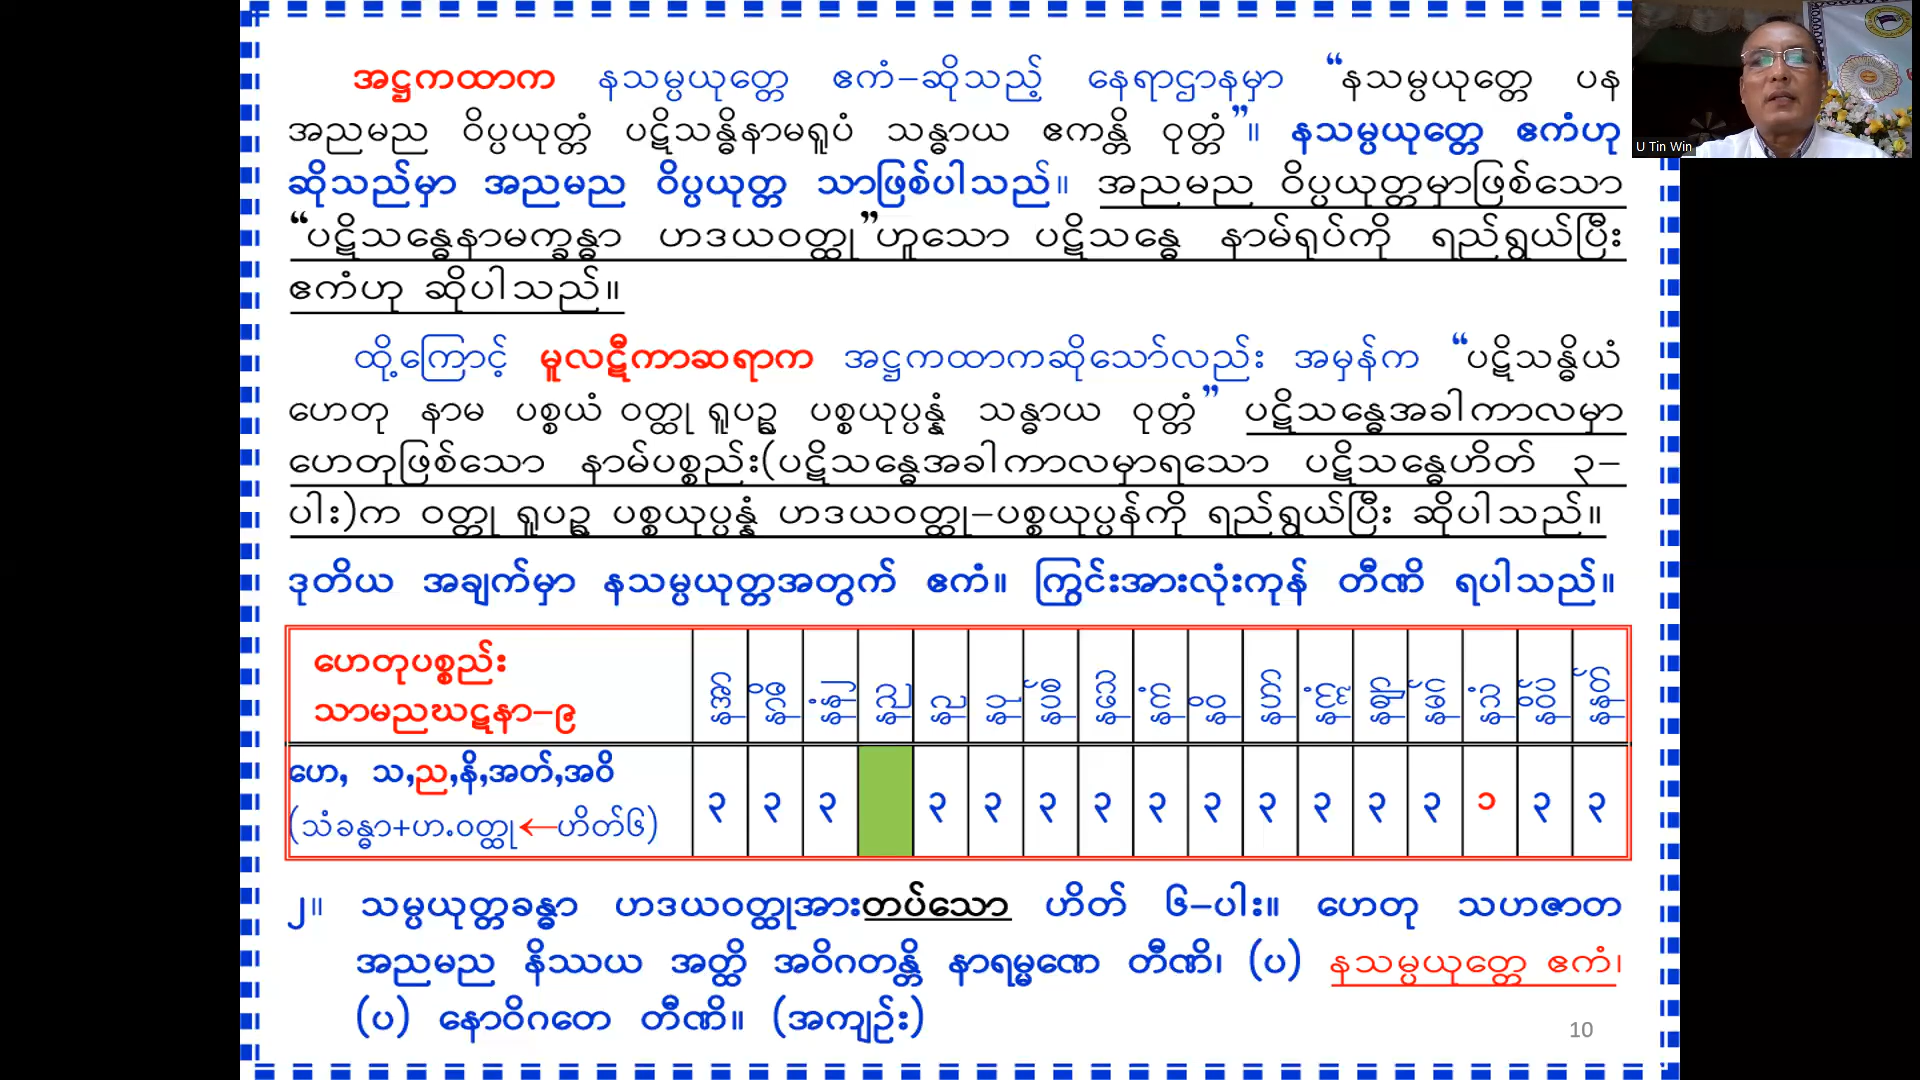 အဋ္ဌကထာက နသမ္ပယုတ္တေ ဧကံ–ဆိုသည့် နေရာဌာနမှာ “နသမ္ပယုတ္တေ ပန
အညမည ဝိပ္ပယုတ္တံ ပဋိသန္ဓိနာမရူပံ သန္ဓာယ ဧကန္တိ ဝုတ္တံ”။ နသမ္ပယုတ္တေ ဧကံဟု
ဆိုသည်မှာ အညမည ဝိပ္ပယုတ္တ သာဖြစ်ပါသည်။ အညမည ဝိပ္ပယုတ္တမှာဖြစ်သော
“ပဋိသန္ဓေနာမက္ခန္ဓာ ဟဒယဝတ္ထု”ဟူသော ပဋိသန္ဓေ နာမ်ရုပ်ကို ရည်ရွယ်ပြီး
ဧကံဟု ဆိုပါသည်။
ထို့ကြောင့် မူလဋီကာဆရာက အဋ္ဌကထာကဆိုသော်လည်း အမှန်က “ပဋိသန္ဓိယံ
ဟေတု နာမ ပစ္စယံ ဝတ္ထု ရူပဉ္စ ပစ္စယုပ္ပန္နံ သန္ဓာယ ဝုတ္တံ” ပဋိသန္ဓေအခါကာလမှာ
ဟေတုဖြစ်သော နာမ်ပစ္စည်း(ပဋိသန္ဓေအခါကာလမှာရသော ပဋိသန္ဓေဟိတ် ၃–
ပါး)က ဝတ္ထု ရူပဉ္စ ပစ္စယုပ္ပန္နံ ဟဒယဝတ္ထု–ပစ္စယုပ္ပန်ကို ရည်ရွယ်ပြီး ဆိုပါသည်။
ဒုတိယ အချက်မှာ နသမ္ပယုတ္တအတွက် ဧကံ။ ကြွင်းအားလုံးကုန် တီဏိ ရပါသည်။
ဟေတုပစ္စည်း
သာမညဃဋနာ–၉
ဟေ, သ,ည,နိ,အတ်,အဝိ
(သံခန္ဓာ+ဟ.ဝတ္ထု←ဟိတ်၆)
၃ ၃ ၃ ၃ ၃ ၃ ၃ ၃ ၃ ၃ ၃ ၃ ၃ ၁ ၃ ၃
၂။ သမ္ပယုတ္တခန္ဓာ ဟဒယဝတ္ထုအားတပ်သော ဟိတ် ၆–ပါး။ ဟေတု သဟဇာတ
အညမည နိဿယ အတ္ထိ အဝိဂတန္တိ နာရမ္မဏေ တီဏိ၊ (ပ) နသမ္ပယုတ္တေ ဧကံ၊
(ပ) နောဝိဂတေ တီဏိ။ (အကျဉ်း)
10
U Tin Win